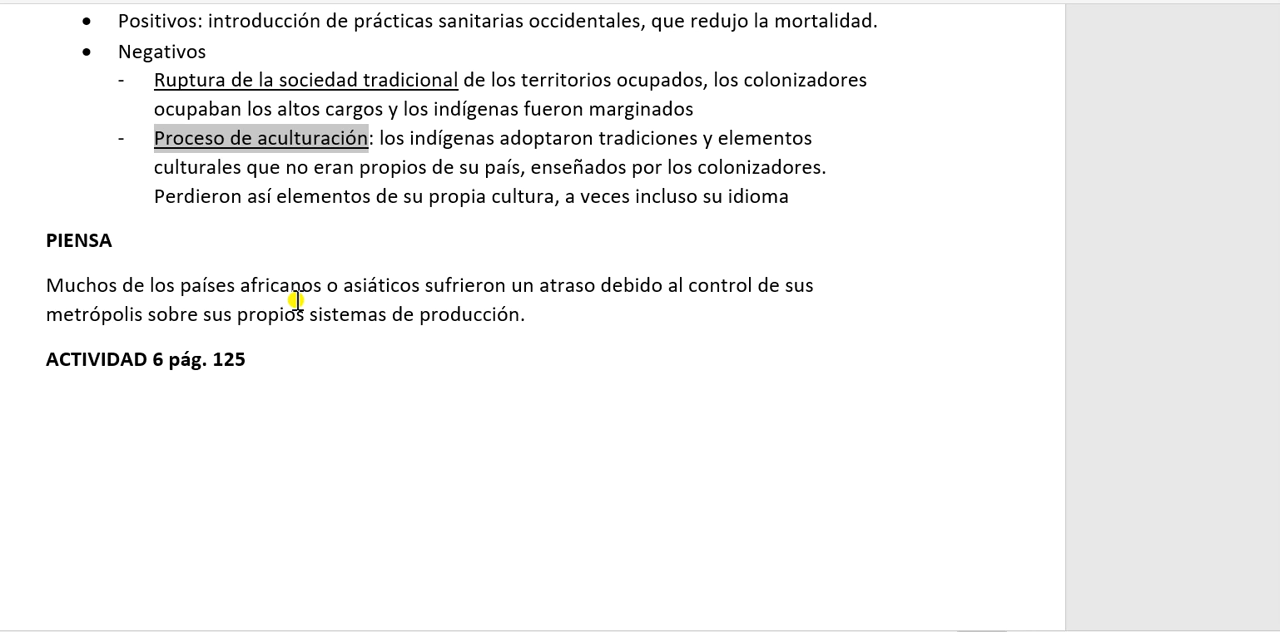 • Positivos: introducción de prácticas sanitarias occidentales, que redujo la mortalidad.
• Negativos
- Ruptura de la sociedad tradicional de los territorios ocupados, los colonizadores
ocupaban los altos cargos y los indígenas fueron marginados
- Proceso de aculturación: los indígenas adoptaron tradiciones y elementos
culturales que no eran propios de su país, enseñados por los colonizadores.
Perdieron así elementos de su propia cultura, a veces incluso su idioma
PIENSA
Muchos de los países africanos o asiáticos sufrieron un atraso debido al control de sus
metrópolis sobre sus propios sistemas de producción.
ACTIVIDAD 6 pág. 125